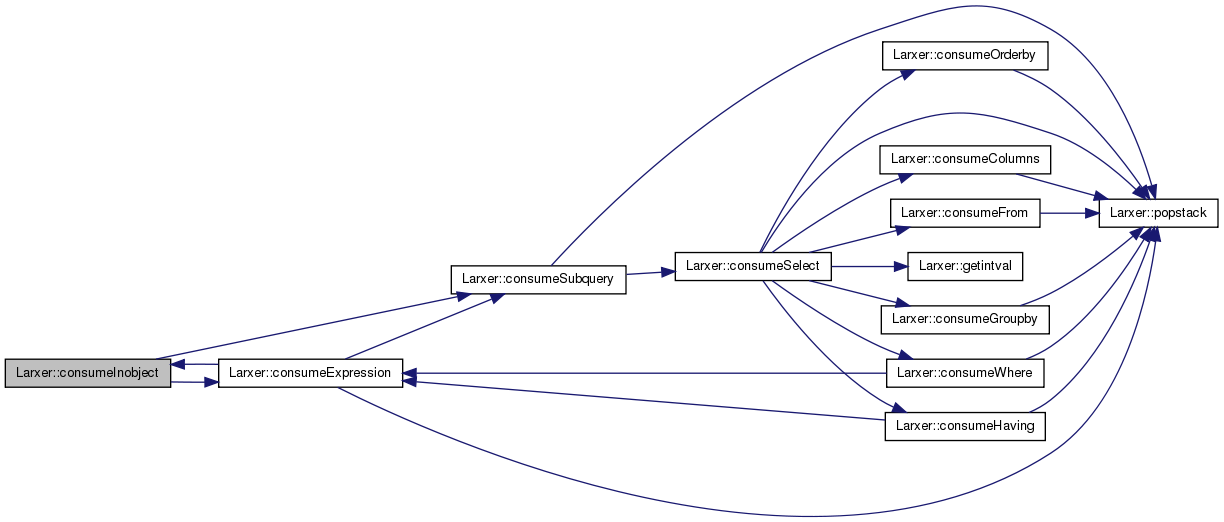 Larxer::consumeOrderby
Larxer::consumeColumns
Larxer::consumeFrom
Larxer::popstack
Larxer::consumeSelect
Larxer::getintval
Larxer::consumeSubquery
Larxer::consumeGroupby
Larxer::consumeInobject
Larxer::consumeExpression
Larxer::consumeWhere
Larxer::consumeHaving